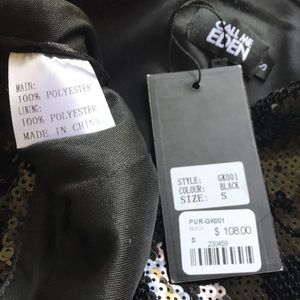 CALL ME
EDEN
S
MAIN:
100% POLYESTER
LINING:
100% POLYESTER
MADE IN CHINA
STYLE: GK001
COLOUR: BLACK
SIZE: S
PUR-GK001
BLACK
$ 108.00
S
230459